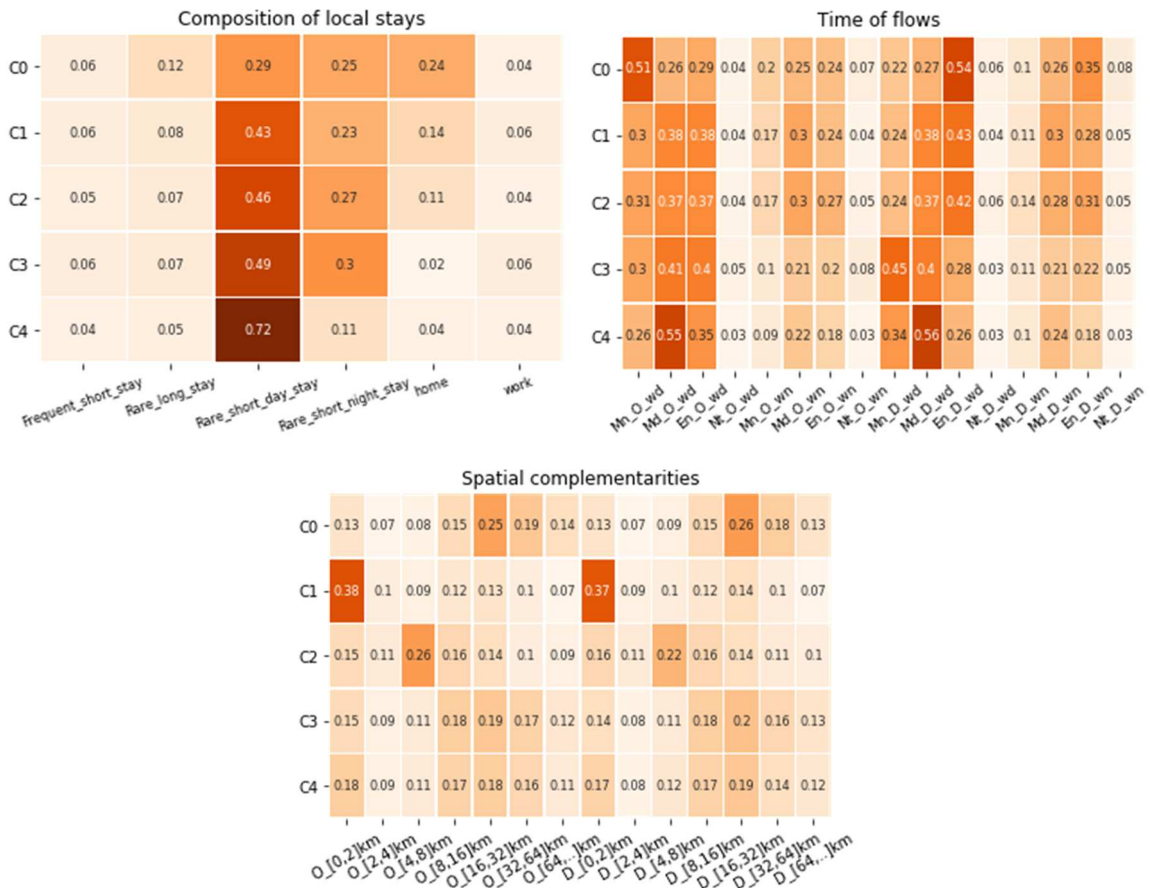 Composition of local stays
C0 - 0.06 0.12 0.29 0.25 0.24 0.04
C1 - 0.06 0.08 0.43 0.23 0.14 0.06
C2 - 0.05 0.07 0.46 0.27 0.11 0.04
C3 - 0.06 0.07 0.49 0.3 0.02 0.06
C4 - 0.04 0.05 0.72 0.11 0.04 0.04
Frequent_short_stay Rare_long_stay Rare_short_day_stay Rare_short_night_stay home work
Time of flows
C0 - 0.51 0.26 0.29 0.04 0.2 0.25 0.24 0.07 0.22 0.27 0.54 0.06 0.1 0.26 0.35 0.08
C1 - 0.3 0.38 0.38 0.04 0.17 0.3 0.24 0.04 0.24 0.38 0.43 0.04 0.11 0.3 0.28 0.05
C2 - 0.31 0.37 0.37 0.04 0.17 0.3 0.27 0.05 0.24 0.37 0.42 0.06 0.14 0.28 0.31 0.05
C3 - 0.3 0.41 0.4 0.05 0.1 0.21 0.2 0.08 0.45 0.4 0.28 0.03 0.11 0.21 0.22 0.05
C4 - 0.26 0.55 0.35 0.03 0.09 0.22 0.18 0.03 0.34 0.56 0.26 0.03 0.1 0.24 0.18 0.03
Mn_O_wd Md_O_wd En_O_wd Nt_O_wd Mn_O_wn Md_O_wn En_O_wn Nt_O_wn Mn_D_wd Md_D_wd En_D_wd Nt_D_wd Mn_D_wn Md_D_wn En_D_wn Nt_D_wn
Spatial complementarities
C0 - 0.13 0.07 0.08 0.15 0.25 0.19 0.14 0.13 0.07 0.09 0.15 0.26 0.18 0.13
C1 - 0.38 0.1 0.09 0.12 0.13 0.1 0.07 0.37 0.09 0.1 0.12 0.14 0.1 0.07
C2 - 0.15 0.11 0.26 0.16 0.14 0.1 0.09 0.16 0.11 0.22 0.16 0.14 0.11 0.1
C3 - 0.15 0.09 0.11 0.18 0.19 0.17 0.12 0.14 0.08 0.11 0.18 0.2 0.16 0.13
C4 - 0.18 0.09 0.11 0.17 0.18 0.16 0.11 0.17 0.08 0.12 0.17 0.19 0.14 0.12
O_[0,2]km O_[2,4]km O_[4,8]km O_[8,16]km O_[16,32]km O_[32,64]km O_[64,..]km D_[0,2]km D_[2,4]km D_[4,8]km D_[8,16]km D_[16,32]km D_[32,64]km D_[64,..]km